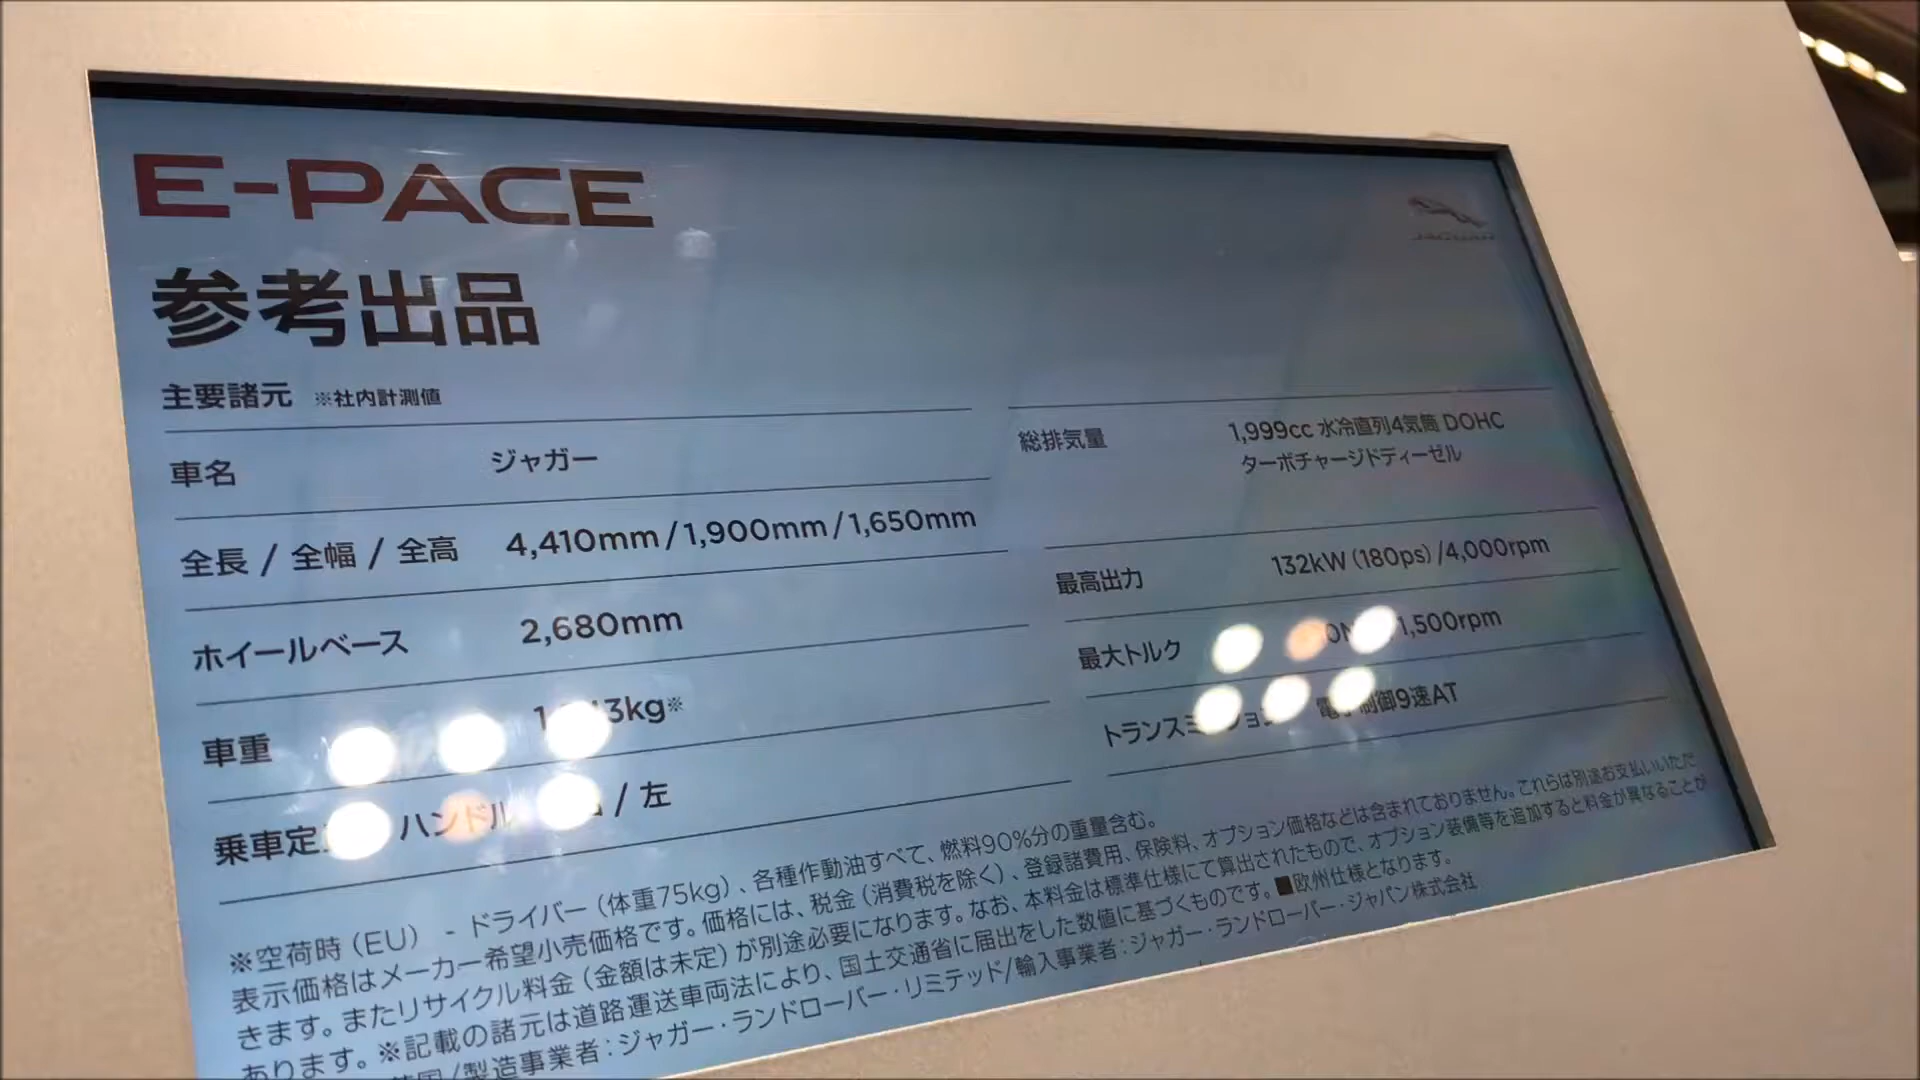 E-PACE
JAGUAR
参考出品
主要諸元 ※社内計測値
車名 ジャガー
全長 / 全幅 / 全高 4,410mm/1,900mm/1,650mm
ホイールベース 2,680mm
車重
ハンドル / 左
総排気量 1,999cc 水冷直列4気筒 DOHC
ターボチャージドディーゼル
最高出力 132kW (180ps) /4,000rpm
最大トルク 1,500rpm
電子制御9速AT
※空荷時 (EU) - ドライバー (体重75kg) 、各種作動油すべて、燃料90%分の重量含む。
表示価格はメーカー希望小売価格です。価格には、税金 (消費税を除く) 、登録諸費用、保険料、オプション価格などは含まれておりません。これらは別途お支払いいただ
きます。またリサイクル料金 (金額は未定) が別途必要になります。なお、本料金は標準仕様にて算出されたもので、オプション装備等を追加すると料金が異なることが
あります。※記載の諸元は道路運送車両法により、国土交通省に届出をした数値に基づくものです。■欧州仕様となります。
/製造事業者：ジャガー・ランドローバー・リミテッド/輸入事業者：ジャガー・ランドローバー・ジャパン株式会社